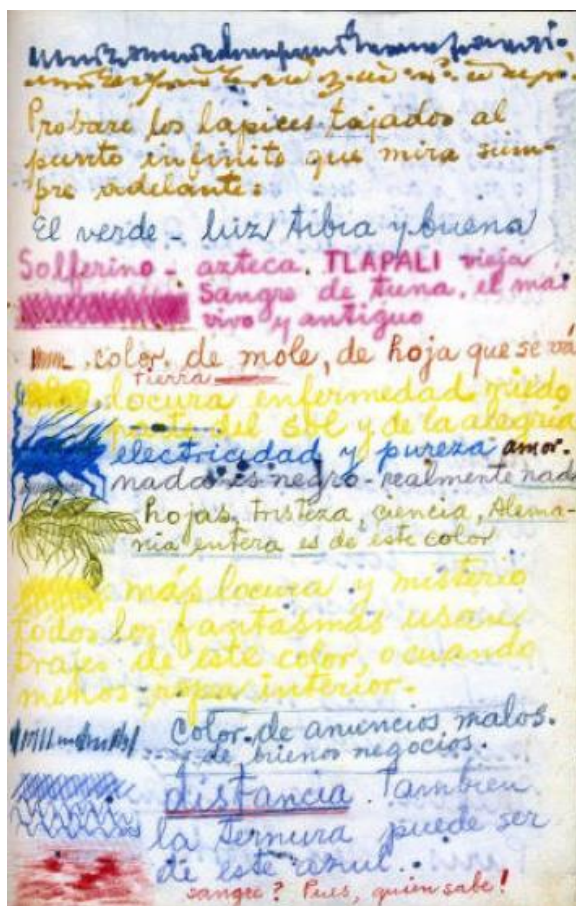 Probaré los lápices tajados al
punto infinito que mira siem-
pre adelante:
El verde - luz tibia y buena
Solferino - azteca. TLAPALI vieja
Sangre de tuna, el más
vivo y antiguo
color de mole, de hoja que se va
tierra
locura enfermedad miedo
parte del sol y de la alegria
electricidad y pureza amor.
nada es negro - realmente nada
hojas, tristeza, ciencia, Alema-
nia entera es de este color
más locura y misterio
todos los fantasmas usan
trajes de este color, o cuando
menos ropa interior.
color de anuncios malos.
y de buenos negocios.
distancia. Tambien
la ternura puede ser
de este azul.
sangre? Pues, quien sabe!